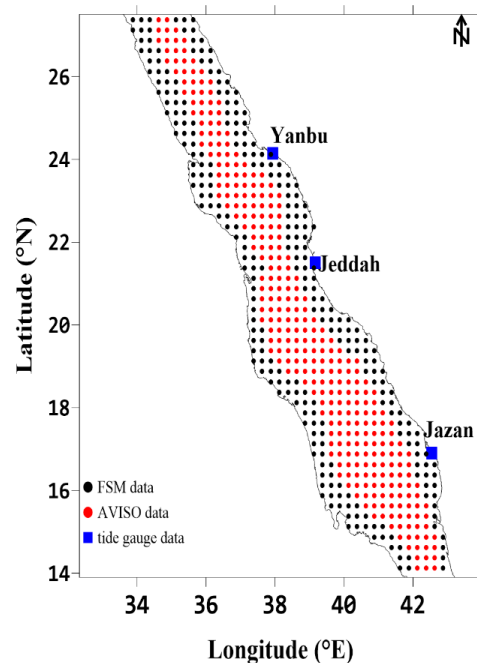 N
26
Yanbu
24
22
Jeddah
Latitude (°N)
20
18
Jazan
16
FSM data
AVISO data
tide gauge data
14
34 36 38 40 42
Longitude (°E)